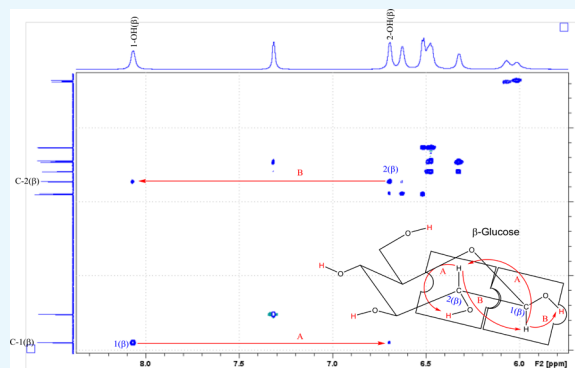 1-OH(β)
2-OH(β)
C-2(β)
B
2(β)
β-Glucose
H
O
O
H
O
A
H
A
C
H
O
2(β)
B
C
1(β)
O
H
H
O
H
B
C-1(β)
1(β)
A
8.0
7.5
7.0
6.5
6.0
F2 [ppm]